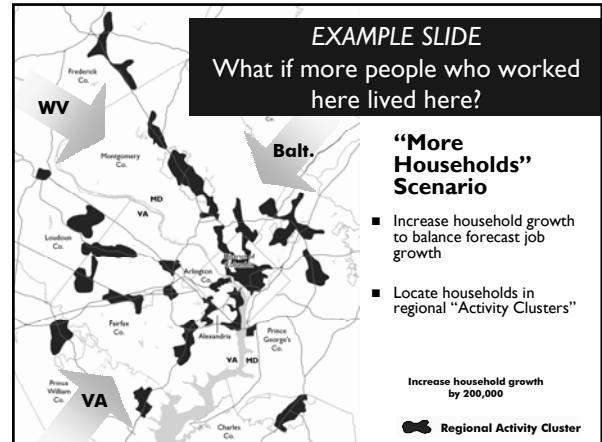 EXAMPLE SLIDE
What if more people who worked
here lived here?
Frederick
Co.
WV
Balt.
Montgomery
Co.
MD
VA
Loudoun
Co.
Arlington
Co.
Fairfax
Co.
Alexandria
Prince
George's
Co.
VA
MD
Prince
William
Co.
VA
Charles
Co.
"More
Households"
Scenario
■ Increase household growth
to balance forecast job
growth
■ Locate households in
regional "Activity Clusters"
Increase household growth
by 200,000
Regional Activity Cluster